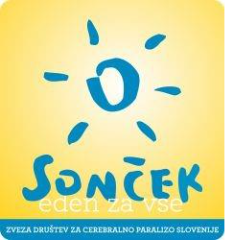 SONČEK
eden za vse
ZVEZA DRUŠTEV ZA CEREBRALNO PARALIZO SLOVENIJE